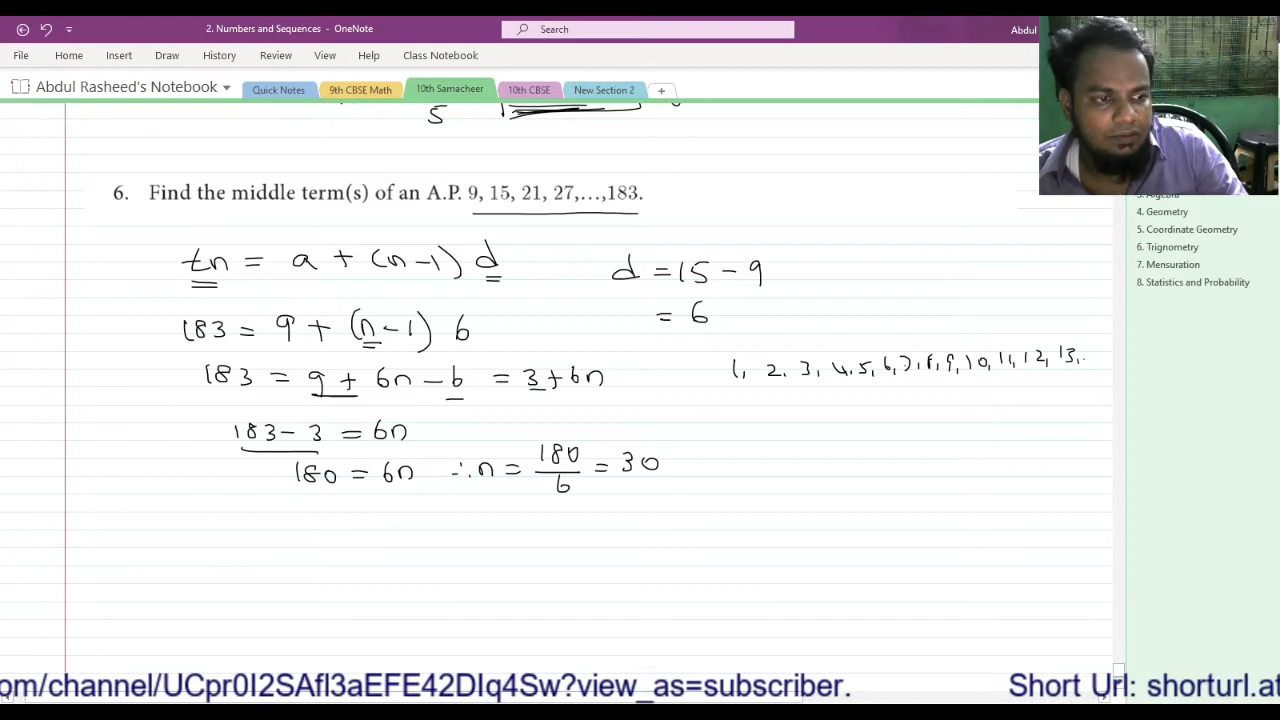 2. Numbers and Sequences - OneNote
Search
Abdul
File Home Insert Draw History Review View Help Class Notebook
Abdul Rasheed's Notebook
Quick Notes 9th CBSE Math 10th Samacheer 10th CBSE New Section 2
5
6. Find the middle term(s) of an A.P. 9, 15, 21, 27,…,183.
tn = a + (n-1) d
d = 15 - 9
= 6
183 = 9 + (n-1) 6
183 = 9 + 6n - 6 = 3 + 6n
1, 2, 3, 4, 5, 6, 7, 8, 9, 10, 11, 12, 13,
183 - 3 = 6n
180 = 6n ∴ n = 180/6 = 30
3. Algebra
4. Geometry
5. Coordinate Geometry
6. Trignometry
7. Mensuration
8. Statistics and Probability
om/channel/UCpr0I2SAfl3aEFE42DIq4Sw?view_as=subscriber. Short Url: shorturl.at